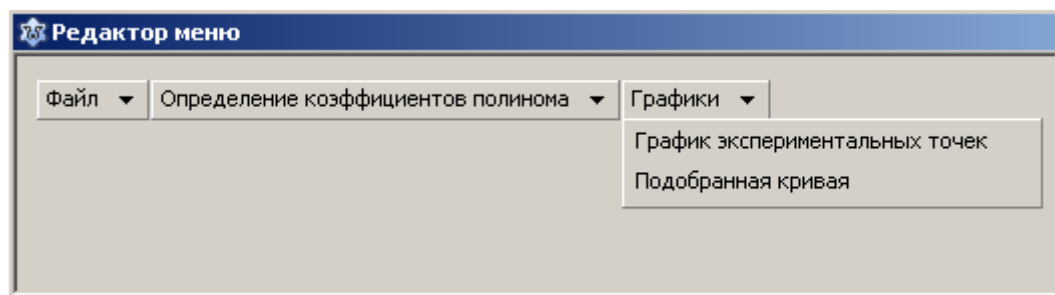 Редактор меню
Файл Определение коэффициентов полинома Графики
График экспериментальных точек
Подобранная кривая